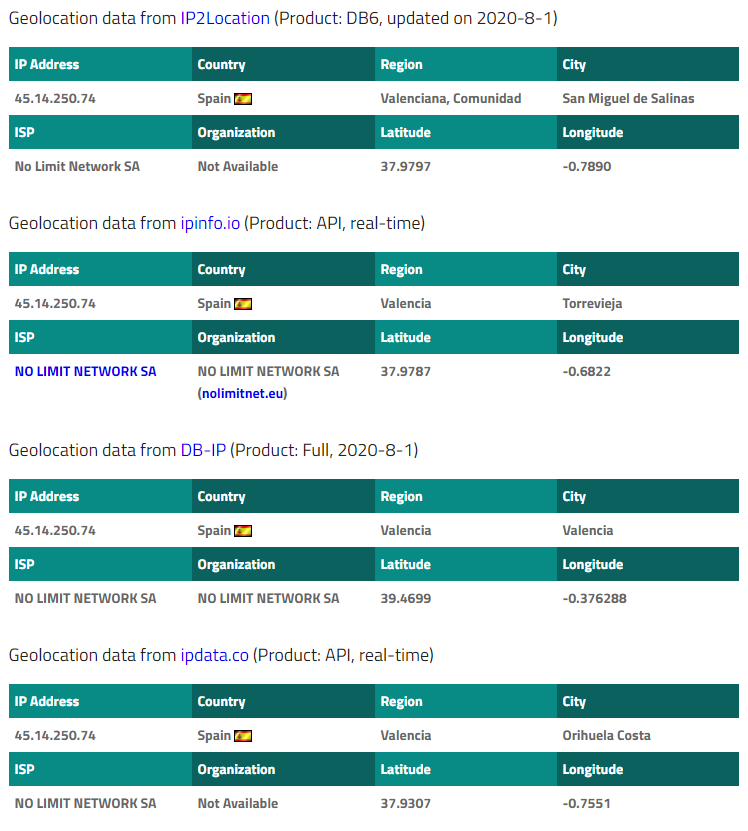 Geolocation data from IP2Location (Product: DB6, updated on 2020-8-1)
IP Address Country Region City
45.14.250.74 Spain Valenciana, Comunidad San Miguel de Salinas
ISP Organization Latitude Longitude
No Limit Network SA Not Available 37.9797 -0.7890
Geolocation data from ipinfo.io (Product: API, real-time)
IP Address Country Region City
45.14.250.74 Spain Valencia Torrevieja
ISP Organization Latitude Longitude
NO LIMIT NETWORK SA NO LIMIT NETWORK SA 37.9787 -0.6822
(nolimitnet.eu)
Geolocation data from DB-IP (Product: Full, 2020-8-1)
IP Address Country Region City
45.14.250.74 Spain Valencia Valencia
ISP Organization Latitude Longitude
NO LIMIT NETWORK SA NO LIMIT NETWORK SA 39.4699 -0.376288
Geolocation data from ipdata.co (Product: API, real-time)
IP Address Country Region City
45.14.250.74 Spain Valencia Orihuela Costa
ISP Organization Latitude Longitude
NO LIMIT NETWORK SA Not Available 37.9307 -0.7551